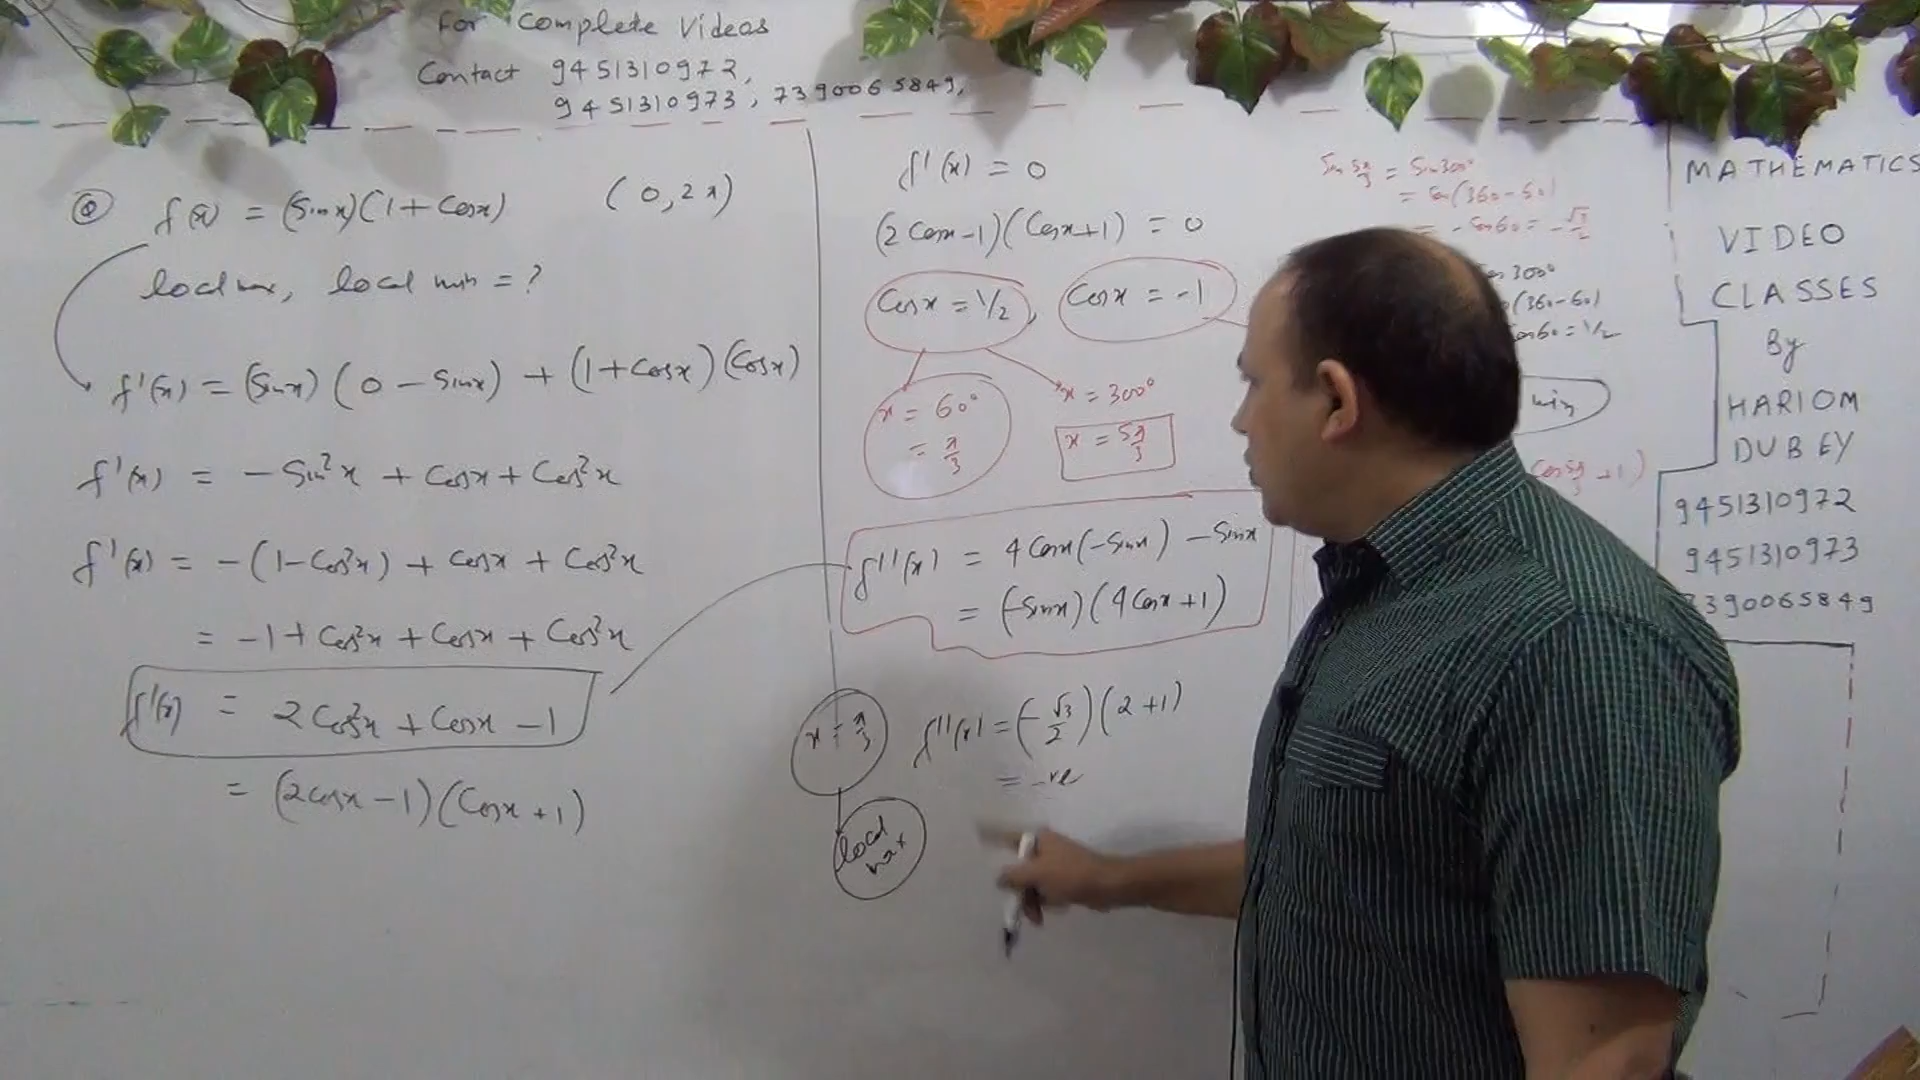 For Complete Videos
Contact 9451310972,
9451310973, 7390065849,
Q f(x) = (Sinx)(1 + Cosx) (0, 2π)
local max, local min = ?
f'(x) = (Sinx)(0 - Sinx) + (1 + Cosx)(Cosx)
f'(x) = - Sin²x + Cosx + Cos²x
f'(x) = -(1 - Cos²x) + Cosx + Cos²x
= -1 + Cos²x + Cosx + Cos²x
f'(x) = 2Cos²x + Cosx - 1
= (2Cosx - 1)(Cosx + 1)
f'(x) = 0
(2Cosx - 1)(Cosx + 1) = 0
Cosx = 1/2, Cosx = -1
x = 60° x = 300°
= π/3 x = 5π/3
f''(x) = 4Cosx(-Sinx) - Sinx
= (-Sinx)(4Cosx + 1)
x = π/3 f''(x) = (-√3/2)(2 + 1)
= -ve
local max
Sin 5π/3 = Sin300°
= Sin(360 - 60)
= - Sin60 = - √3/2
300°
(360 - 60)
Cos60 = 1/2
min
Cos 5π/3 + 1)
MATHEMATICS
VIDEO
CLASSES
By
HARIOM
DUBEY
9451310972
9451310973
7390065849